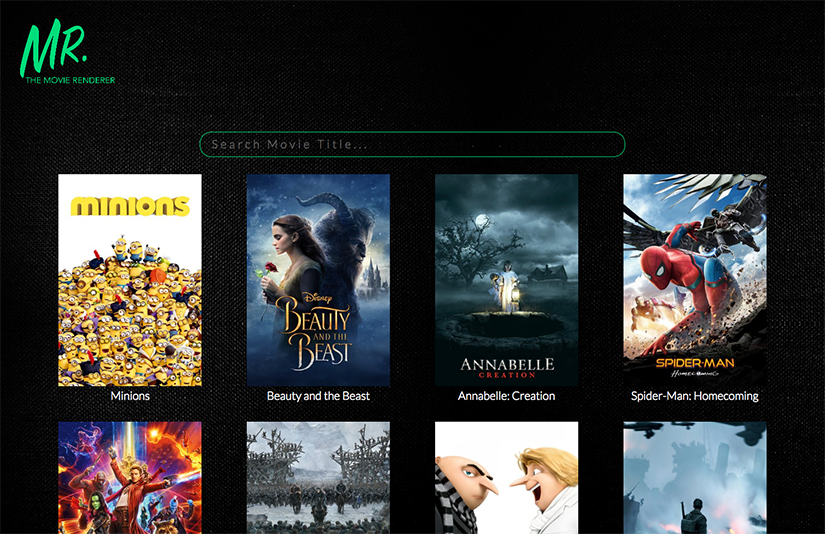 MR.
THE MOVIE RENDERER
Search Movie Title...
minions
Disney
BEAUTY
AND THE
BEAST
ANNABELLE
CREATION
SPIDER-MAN
HOMECOMING
Minions
Beauty and the Beast
Annabelle: Creation
Spider-Man: Homecoming